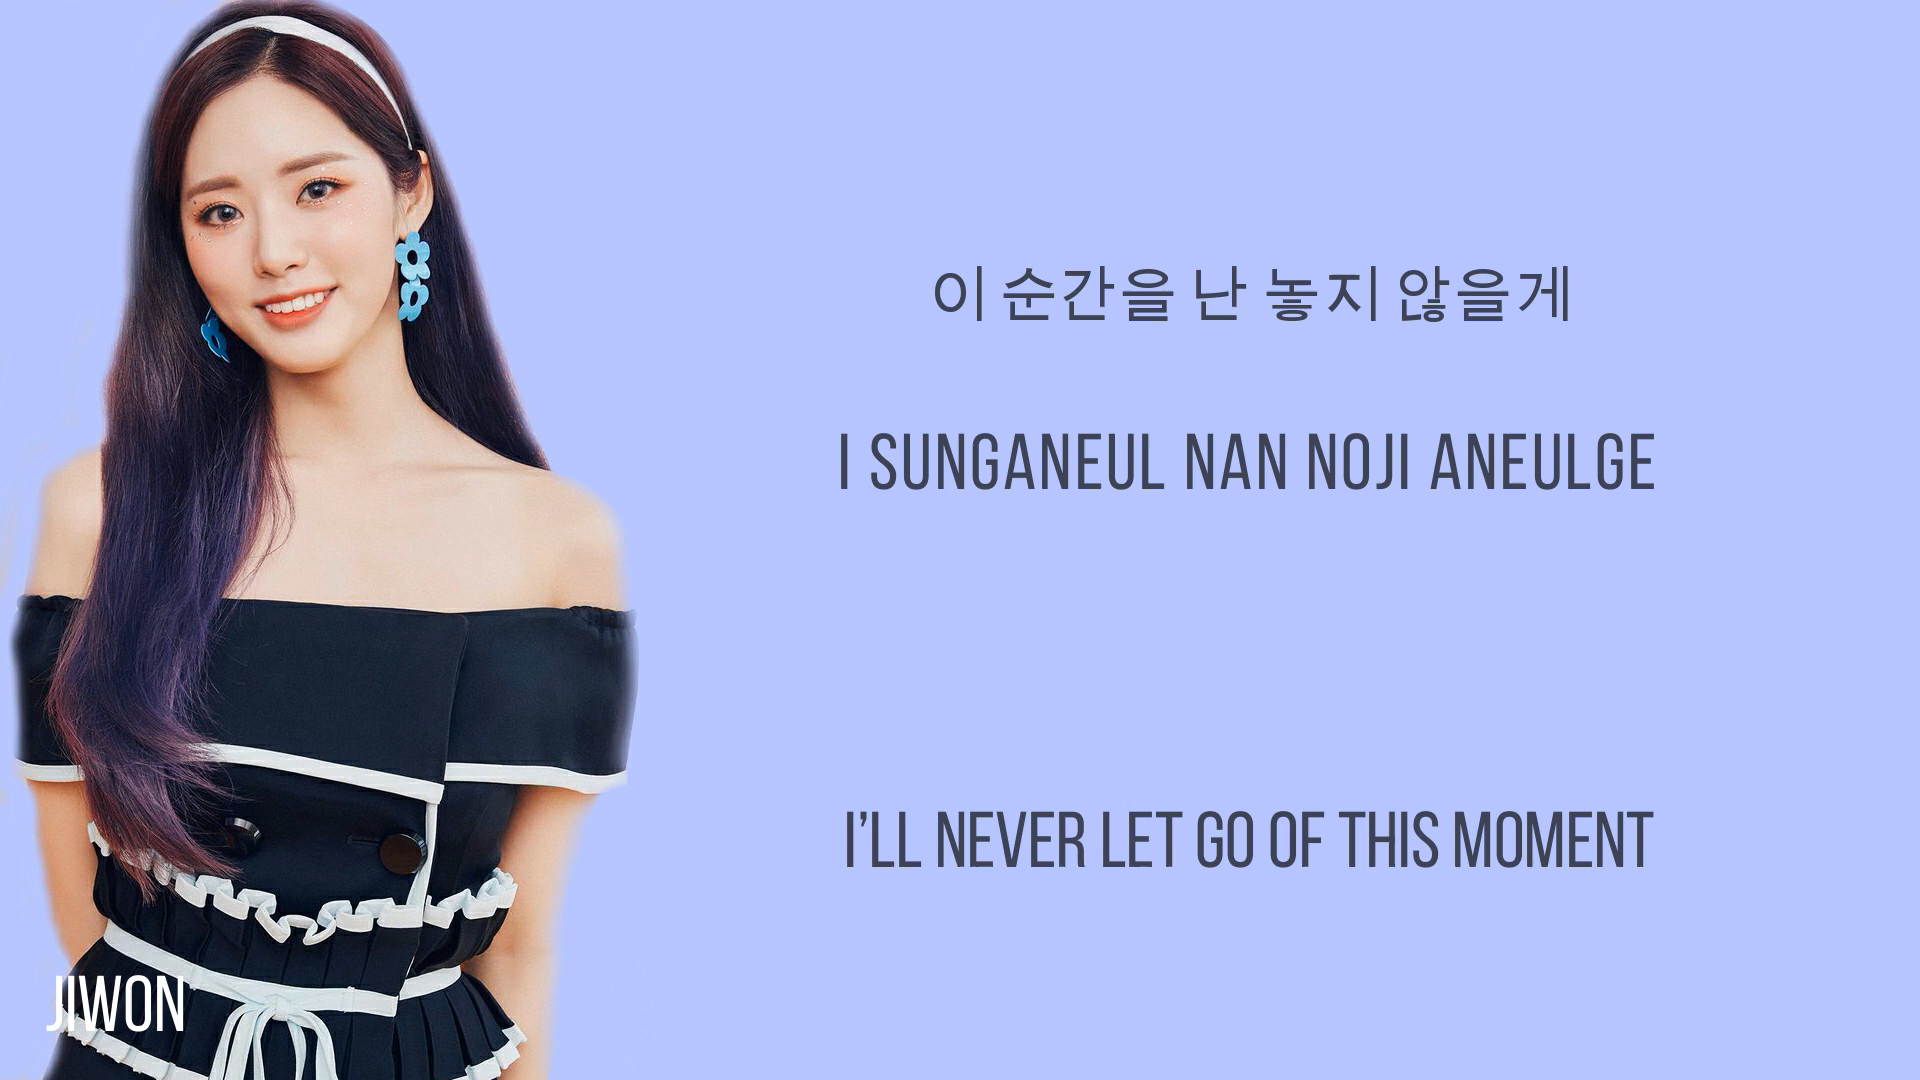 이 순간을 난 놓지 않을게
I SUNGANEUL NAN NOJI ANEULGE
I'LL NEVER LET GO OF THIS MOMENT
JIWON